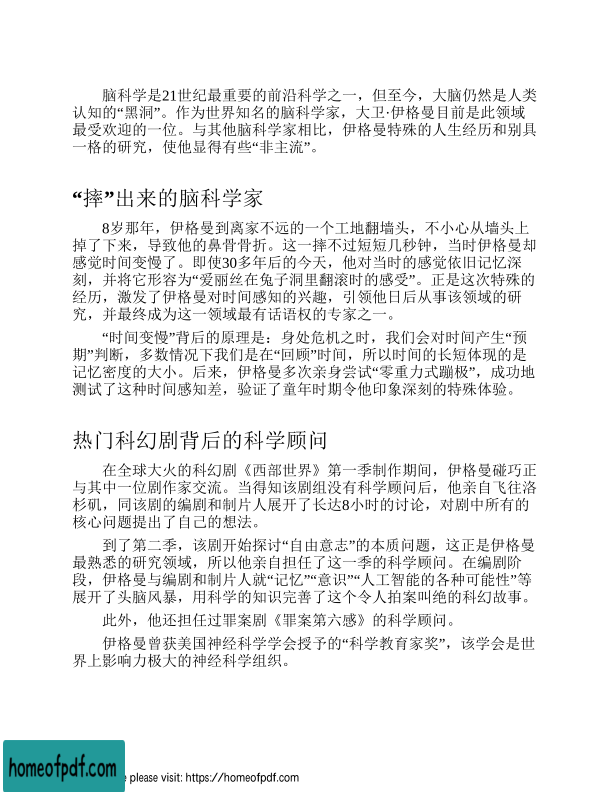 脑科学是21世纪最重要的前沿科学之一，但至今，大脑仍然是人类
认知的“黑洞”。作为世界知名的脑科学家，大卫·伊格曼目前是此领域
最受欢迎的一位。与其他脑科学家相比，伊格曼特殊的人生经历和别具
一格的研究，使他显得有些“非主流”。
“摔”出来的脑科学家
8岁那年，伊格曼到离家不远的一个工地翻墙头，不小心从墙头上
掉了下来，导致他的鼻骨骨折。这一摔不过短短几秒钟，当时伊格曼却
感觉时间变慢了。即使30多年后的今天，他对当时的感觉依旧记忆深
刻，并将它形容为“爱丽丝在兔子洞里翻滚时的感受”。正是这次特殊的
经历，激发了伊格曼对时间感知的兴趣，引领他日后从事该领域的研
究，并最终成为这一领域最有话语权的专家之一。
“时间变慢”背后的原理是：身处危机之时，我们会对时间产生“预
期”判断，多数情况下我们是在“回顾”时间，所以时间的长短体现的是
记忆密度的大小。后来，伊格曼多次亲身尝试“零重力式蹦极”，成功地
测试了这种时间感知差，验证了童年时期令他印象深刻的特殊体验。
热门科幻剧背后的科学顾问
在全球大火的科幻剧《西部世界》第一季制作期间，伊格曼碰巧正
与其中一位剧作家交流。当得知该剧组没有科学顾问后，他亲自飞往洛
杉矶，同该剧的编剧和制片人展开了长达8小时的讨论，对剧中所有的
核心问题提出了自己的想法。
到了第二季，该剧开始探讨“自由意志”的本质问题，这正是伊格曼
最熟悉的研究领域，所以他亲自担任了这一季的科学顾问。在编剧阶
段，伊格曼与编剧和制片人就“记忆”“意识”“人工智能的各种可能性”等
展开了头脑风暴，用科学的知识完善了这个令人拍案叫绝的科幻故事。
此外，他还担任过罪案剧《罪案第六感》的科学顾问。
伊格曼曾获美国神经科学学会授予的“科学教育家奖”，该学会是世
界上影响力极大的神经科学组织。
homeofpdf.com
please visit: https://homeofpdf.com